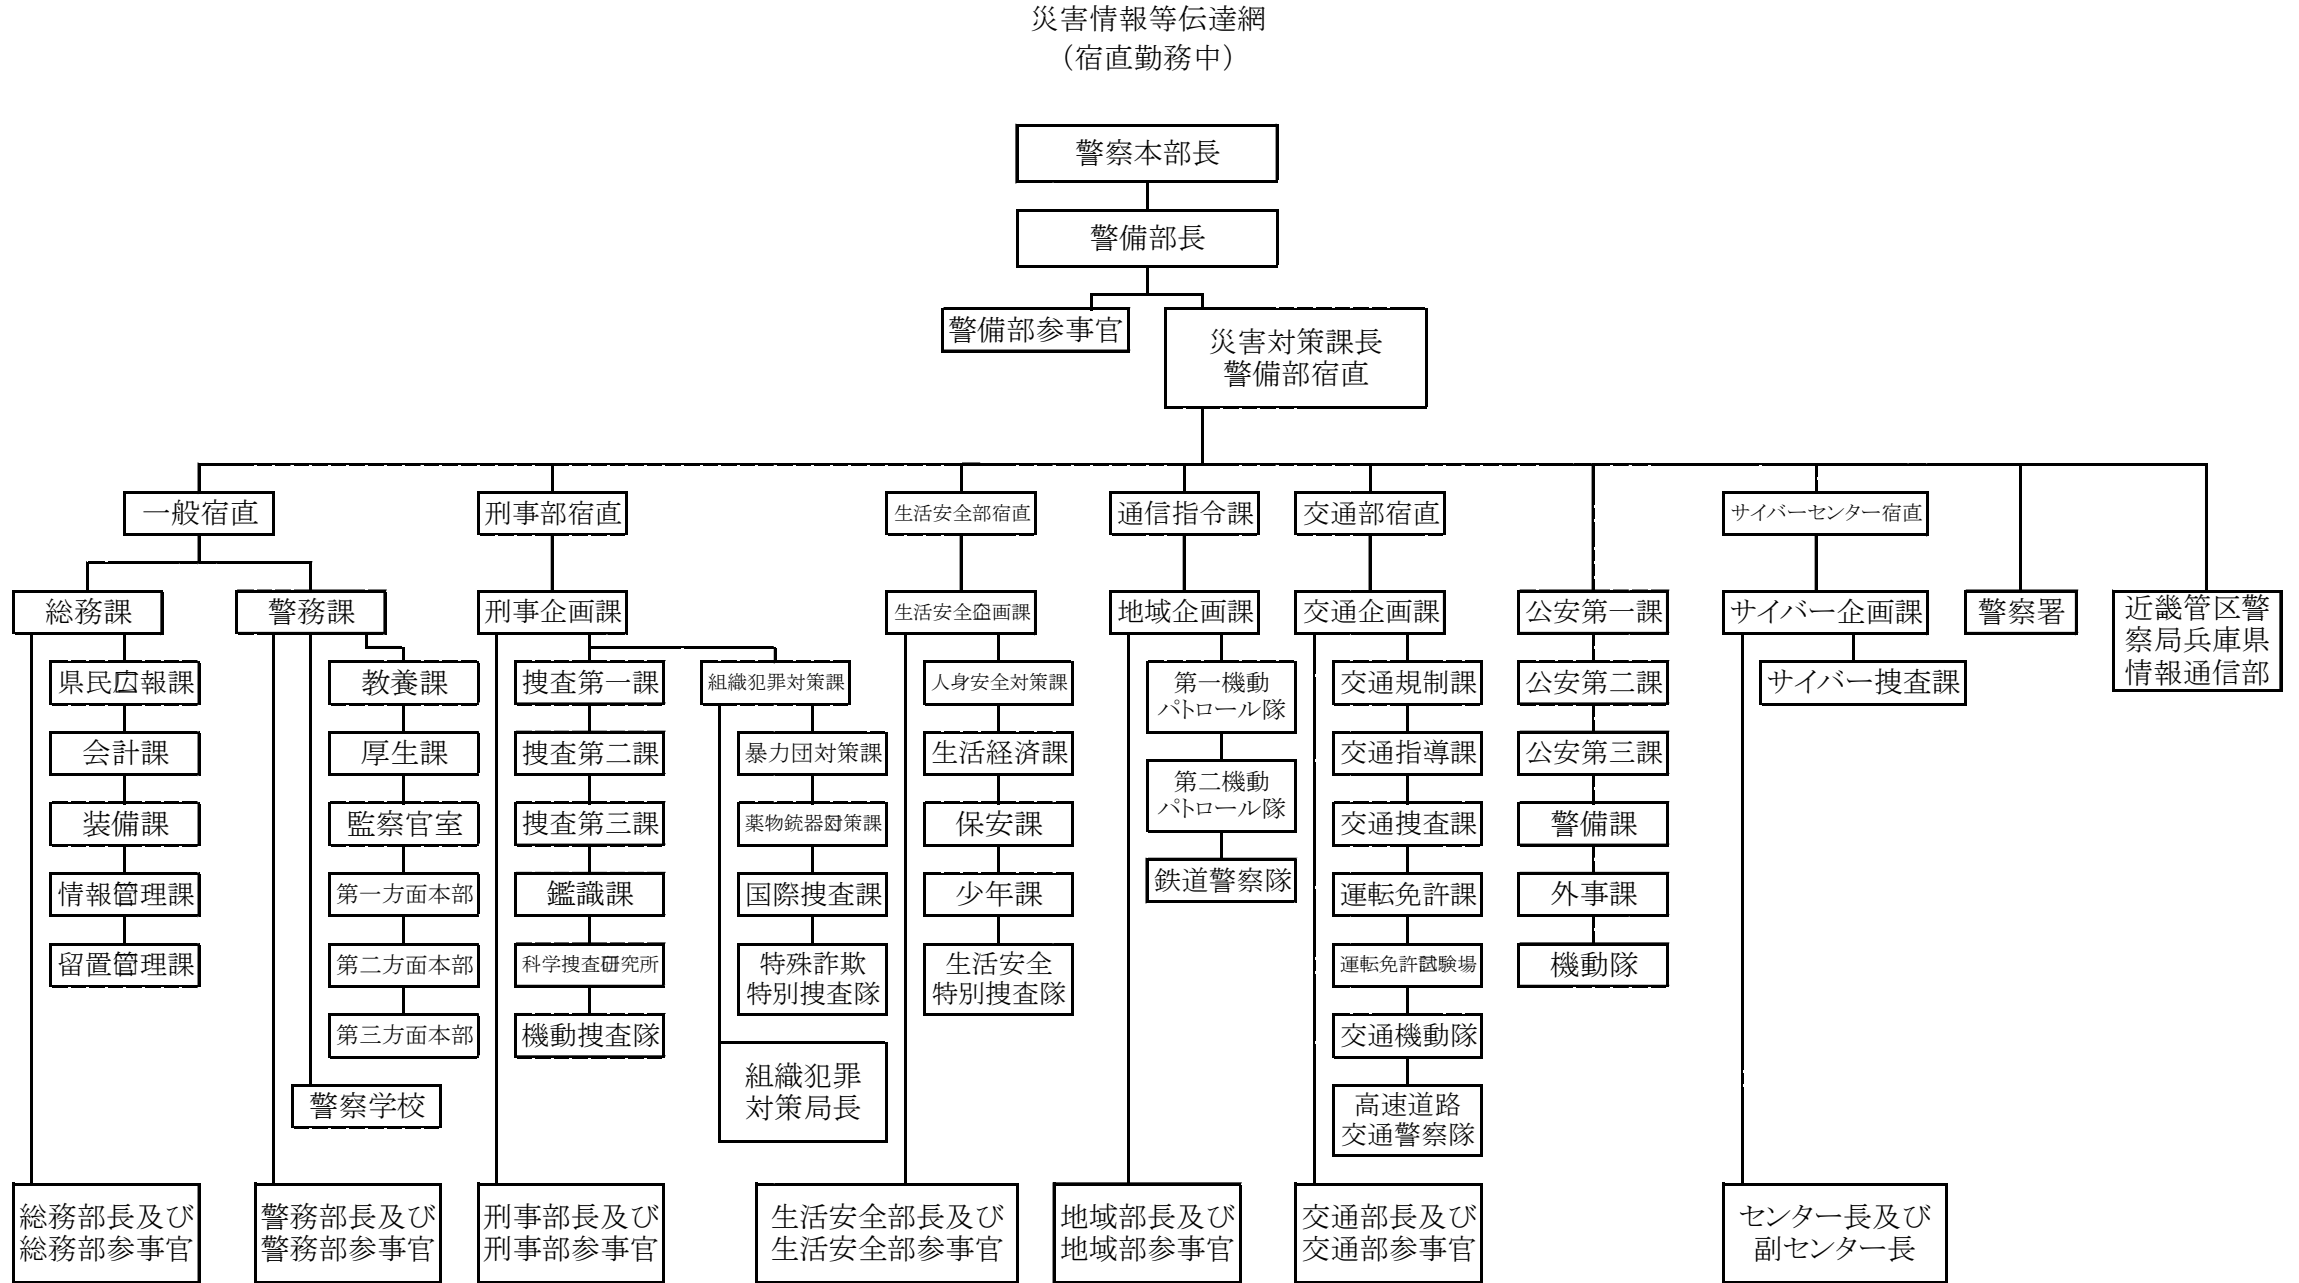 災害情報等伝達網
（宿直勤務中）
警察本部長
警備部長
警備部参事官
災害対策課長
警備部宿直
一般宿直
刑事部宿直
生活安全部宿直
通信指令課
交通部宿直
サイバーセンター宿直
総務課
警務課
刑事企画課
生活安全企画課
地域企画課
交通企画課
公安第一課
サイバー企画課
警察署
近畿管区警
察局兵庫県
情報通信部
県民広報課
教養課
捜査第一課
組織犯罪対策課
人身安全対策課
第一機動
パトロール隊
交通規制課
公安第二課
サイバー捜査課
会計課
厚生課
捜査第二課
暴力団対策課
生活経済課
第二機動
パトロール隊
交通指導課
公安第三課
装備課
監察官室
捜査第三課
薬物銃器対策課
保安課
鉄道警察隊
交通捜査課
警備課
情報管理課
第一方面本部
鑑識課
国際捜査課
少年課
運転免許課
外事課
留置管理課
第二方面本部
科学捜査研究所
特殊詐欺
特別捜査隊
生活安全
特別捜査隊
運転免許試験場
機動隊
第三方面本部
機動捜査隊
交通機動隊
警察学校
組織犯罪
対策局長
高速道路
交通警察隊
総務部長及び
総務部参事官
警務部長及び
警務部参事官
刑事部長及び
刑事部参事官
生活安全部長及び
生活安全部参事官
地域部長及び
地域部参事官
交通部長及び
交通部参事官
センター長及び
副センター長